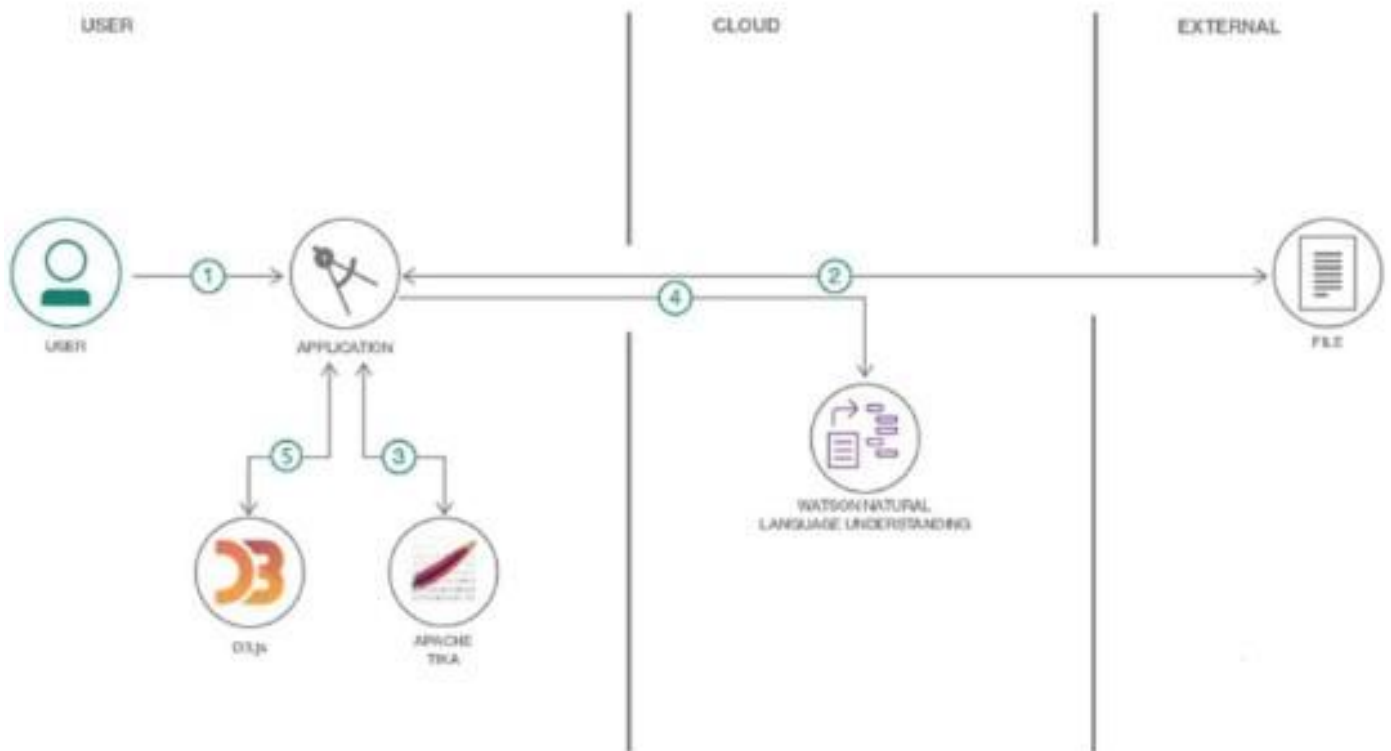 USER
CLOUD
EXTERNAL
1
2
4
USER
APPLICATION
FILE
5
3
WATSON NATURAL
LANGUAGE UNDERSTANDING
D3.js
APACHE
TIKA